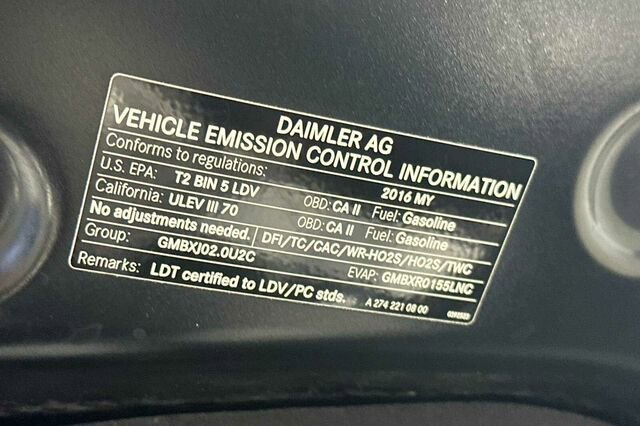 DAIMLER AG
VEHICLE EMISSION CONTROL INFORMATION
Conforms to regulations: 2016 MY
U.S. EPA: T2 BIN 5 LDV OBD: CA II Fuel: Gasoline
California: ULEV III 70 OBD: CA II Fuel: Gasoline
No adjustments needed. DFI/TC/CAC/WR-HO2S/HO2S/TWC
Group: GMBXJ02.0U2C EVAP: GMBXR0155LNC
Remarks: LDT certified to LDV/PC stds. A 274 221 08 00